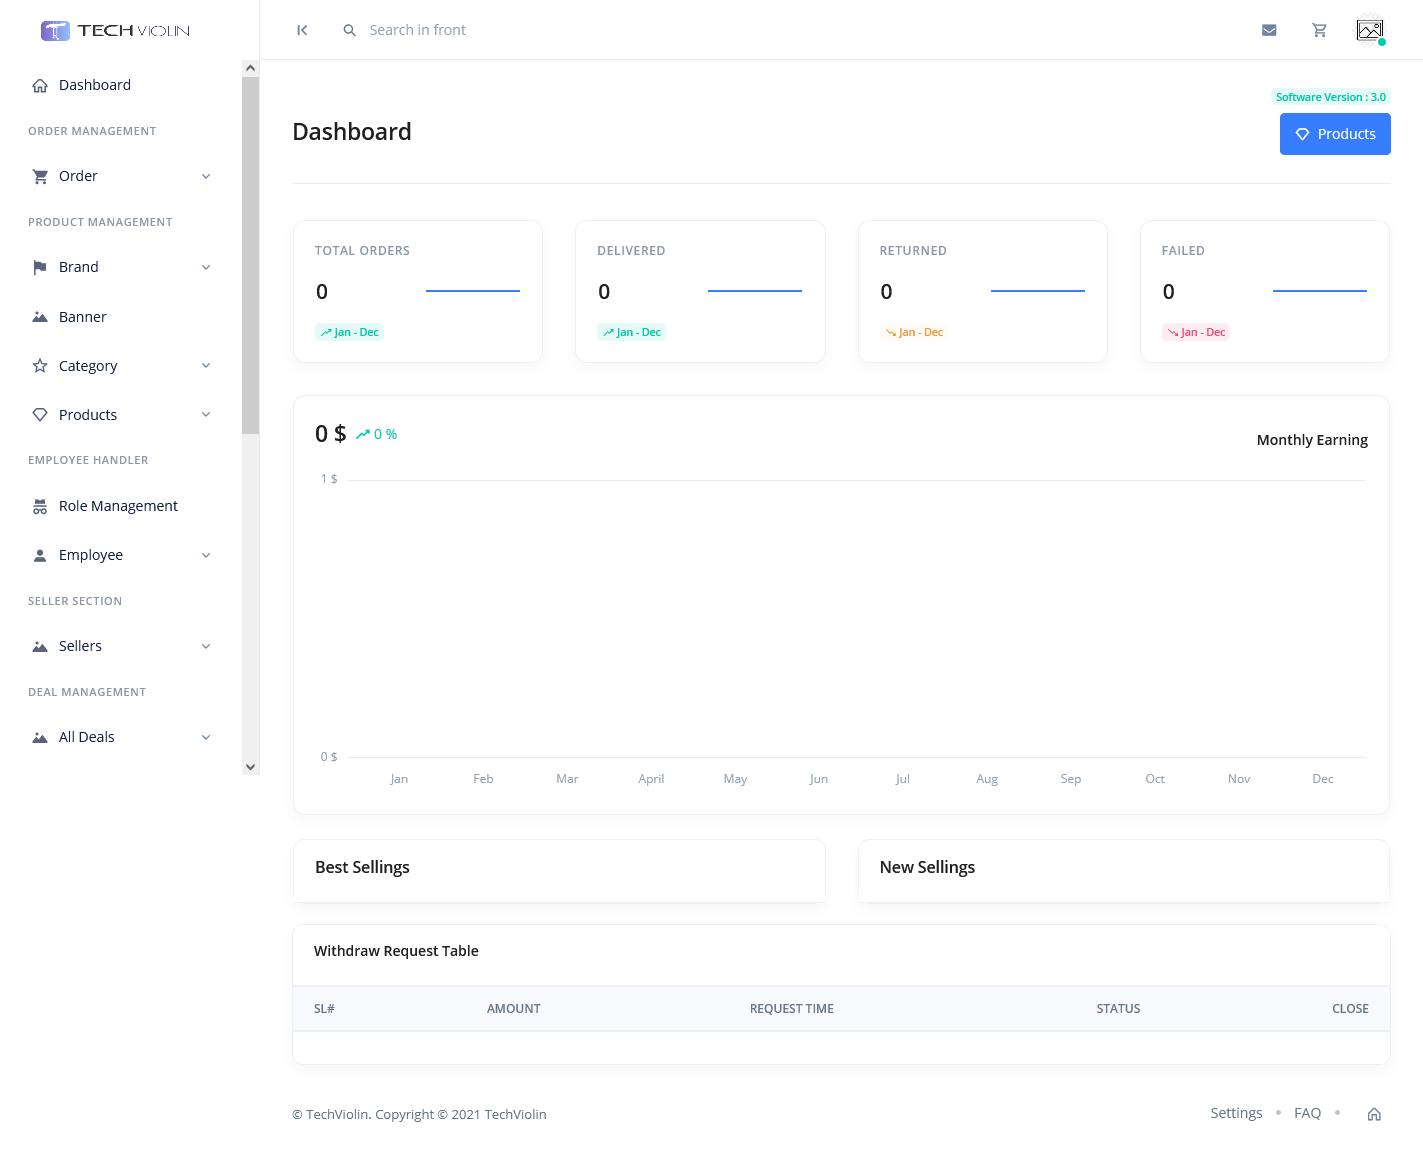 TECH VIOLIN
Search in front
Dashboard
ORDER MANAGEMENT
Order
PRODUCT MANAGEMENT
Brand
Banner
Category
Products
EMPLOYEE HANDLER
Role Management
Employee
SELLER SECTION
Sellers
DEAL MANAGEMENT
All Deals
Software Version : 3.0
Dashboard
Products
TOTAL ORDERS
0
Jan - Dec
DELIVERED
0
Jan - Dec
RETURNED
0
Jan - Dec
FAILED
0
Jan - Dec
0 $ 0 %
Monthly Earning
1 $
0 $
Jan Feb Mar April May Jun Jul Aug Sep Oct Nov Dec
Best Sellings
New Sellings
Withdraw Request Table
SL# AMOUNT REQUEST TIME STATUS CLOSE
© TechViolin. Copyright © 2021 TechViolin
Settings • FAQ •